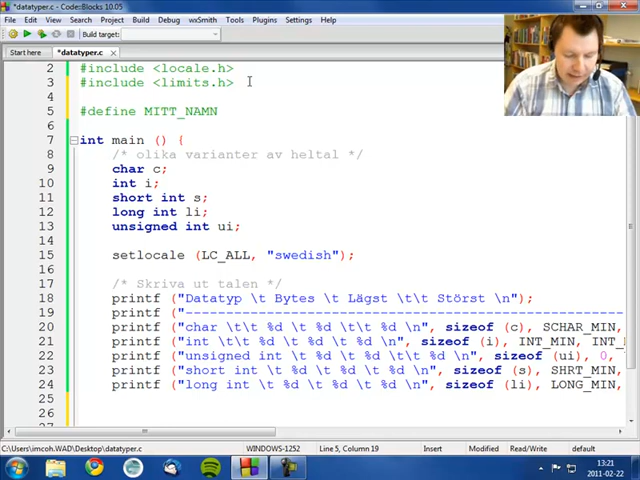 *datatyper.c - Code::Blocks 10.05
File Edit View Search Project Build Debug wxSmith Tools Plugins Settings Help
Build target:
Start here *datatyper.c
2 #include <locale.h>
3 #include <limits.h>
4
5 #define MITT_NAMN
6
7 int main () {
8 /* olika varianter av heltal */
9 char c;
10 int i;
11 short int s;
12 long int li;
13 unsigned int ui;
14
15 setlocale (LC_ALL, "swedish");
16
17 /* Skriva ut talen */
18 printf ("Datatyp \t Bytes \t Lägst \t\t Störst \n");
19 printf ("--------------------------------------------------------
20 printf ("char \t\t %d \t %d \t\t %d \n", sizeof (c), SCHAR_MIN,
21 printf ("int \t\t %d \t %d \t %d \n", sizeof (i), INT_MIN, INT_
22 printf ("unsigned int \t %d \t %d \t\t %d \n", sizeof (ui), 0,
23 printf ("short int \t %d \t %d \t %d \n", sizeof (s), SHRT_MIN,
24 printf ("long int \t %d \t %d \t %d \n", sizeof (li), LONG_MIN,
25
26
C:\Users\imcoh.WAD\Desktop\datatyper.c WINDOWS-1252 Line 5, Column 19 Insert Modified Read/Write default
13:21
2011-02-22